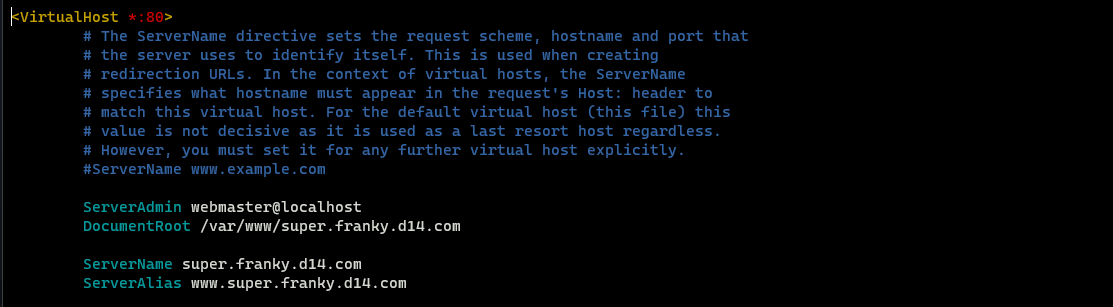 <VirtualHost *:80>
# The ServerName directive sets the request scheme, hostname and port that
# the server uses to identify itself. This is used when creating
# redirection URLs. In the context of virtual hosts, the ServerName
# specifies what hostname must appear in the request's Host: header to
# match this virtual host. For the default virtual host (this file) this
# value is not decisive as it is used as a last resort host regardless.
# However, you must set it for any further virtual host explicitly.
#ServerName www.example.com
ServerAdmin webmaster@localhost
DocumentRoot /var/www/super.franky.d14.com
ServerName super.franky.d14.com
ServerAlias www.super.franky.d14.com